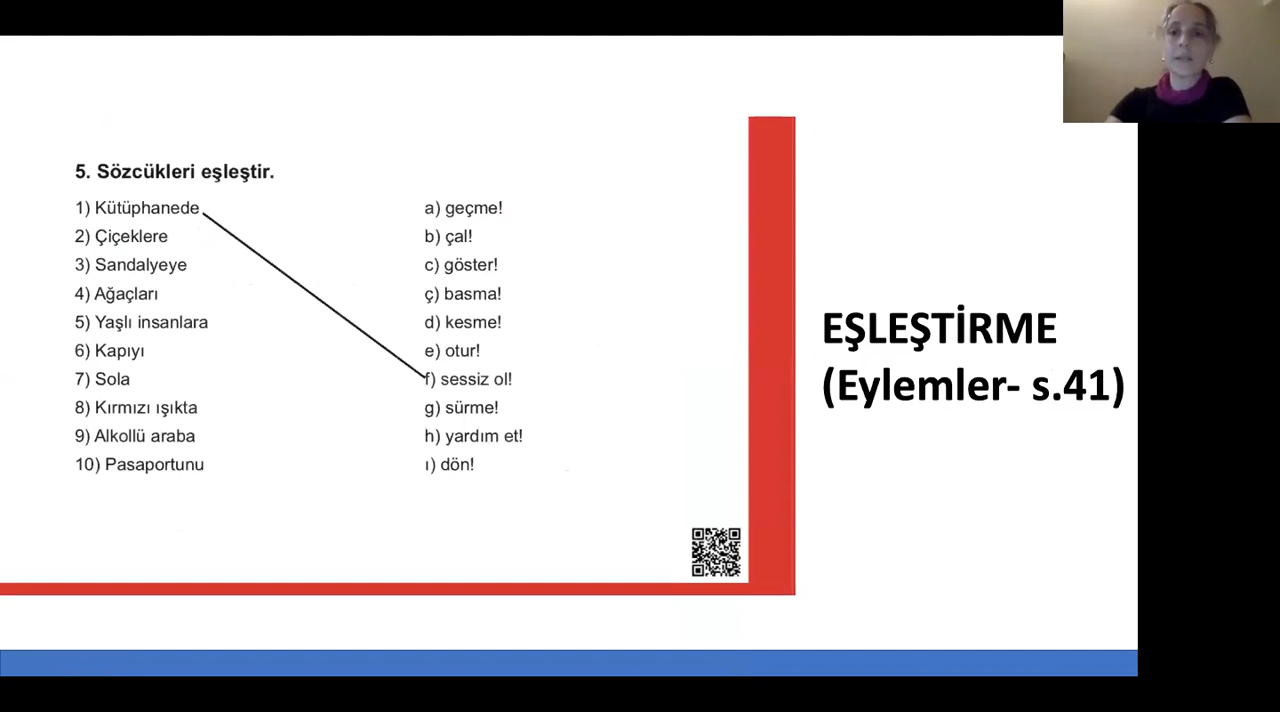 5. Sözcükleri eşleştir.
1) Kütüphanede
2) Çiçeklere
3) Sandalyeye
4) Ağaçları
5) Yaşlı insanlara
6) Kapıyı
7) Sola
8) Kırmızı ışıkta
9) Alkollü araba
10) Pasaportunu
a) geçme!
b) çal!
c) göster!
ç) basma!
d) kesme!
e) otur!
f) sessiz ol!
g) sürme!
h) yardım et!
ı) dön!
EŞLEŞTİRME
(Eylemler- s.41)